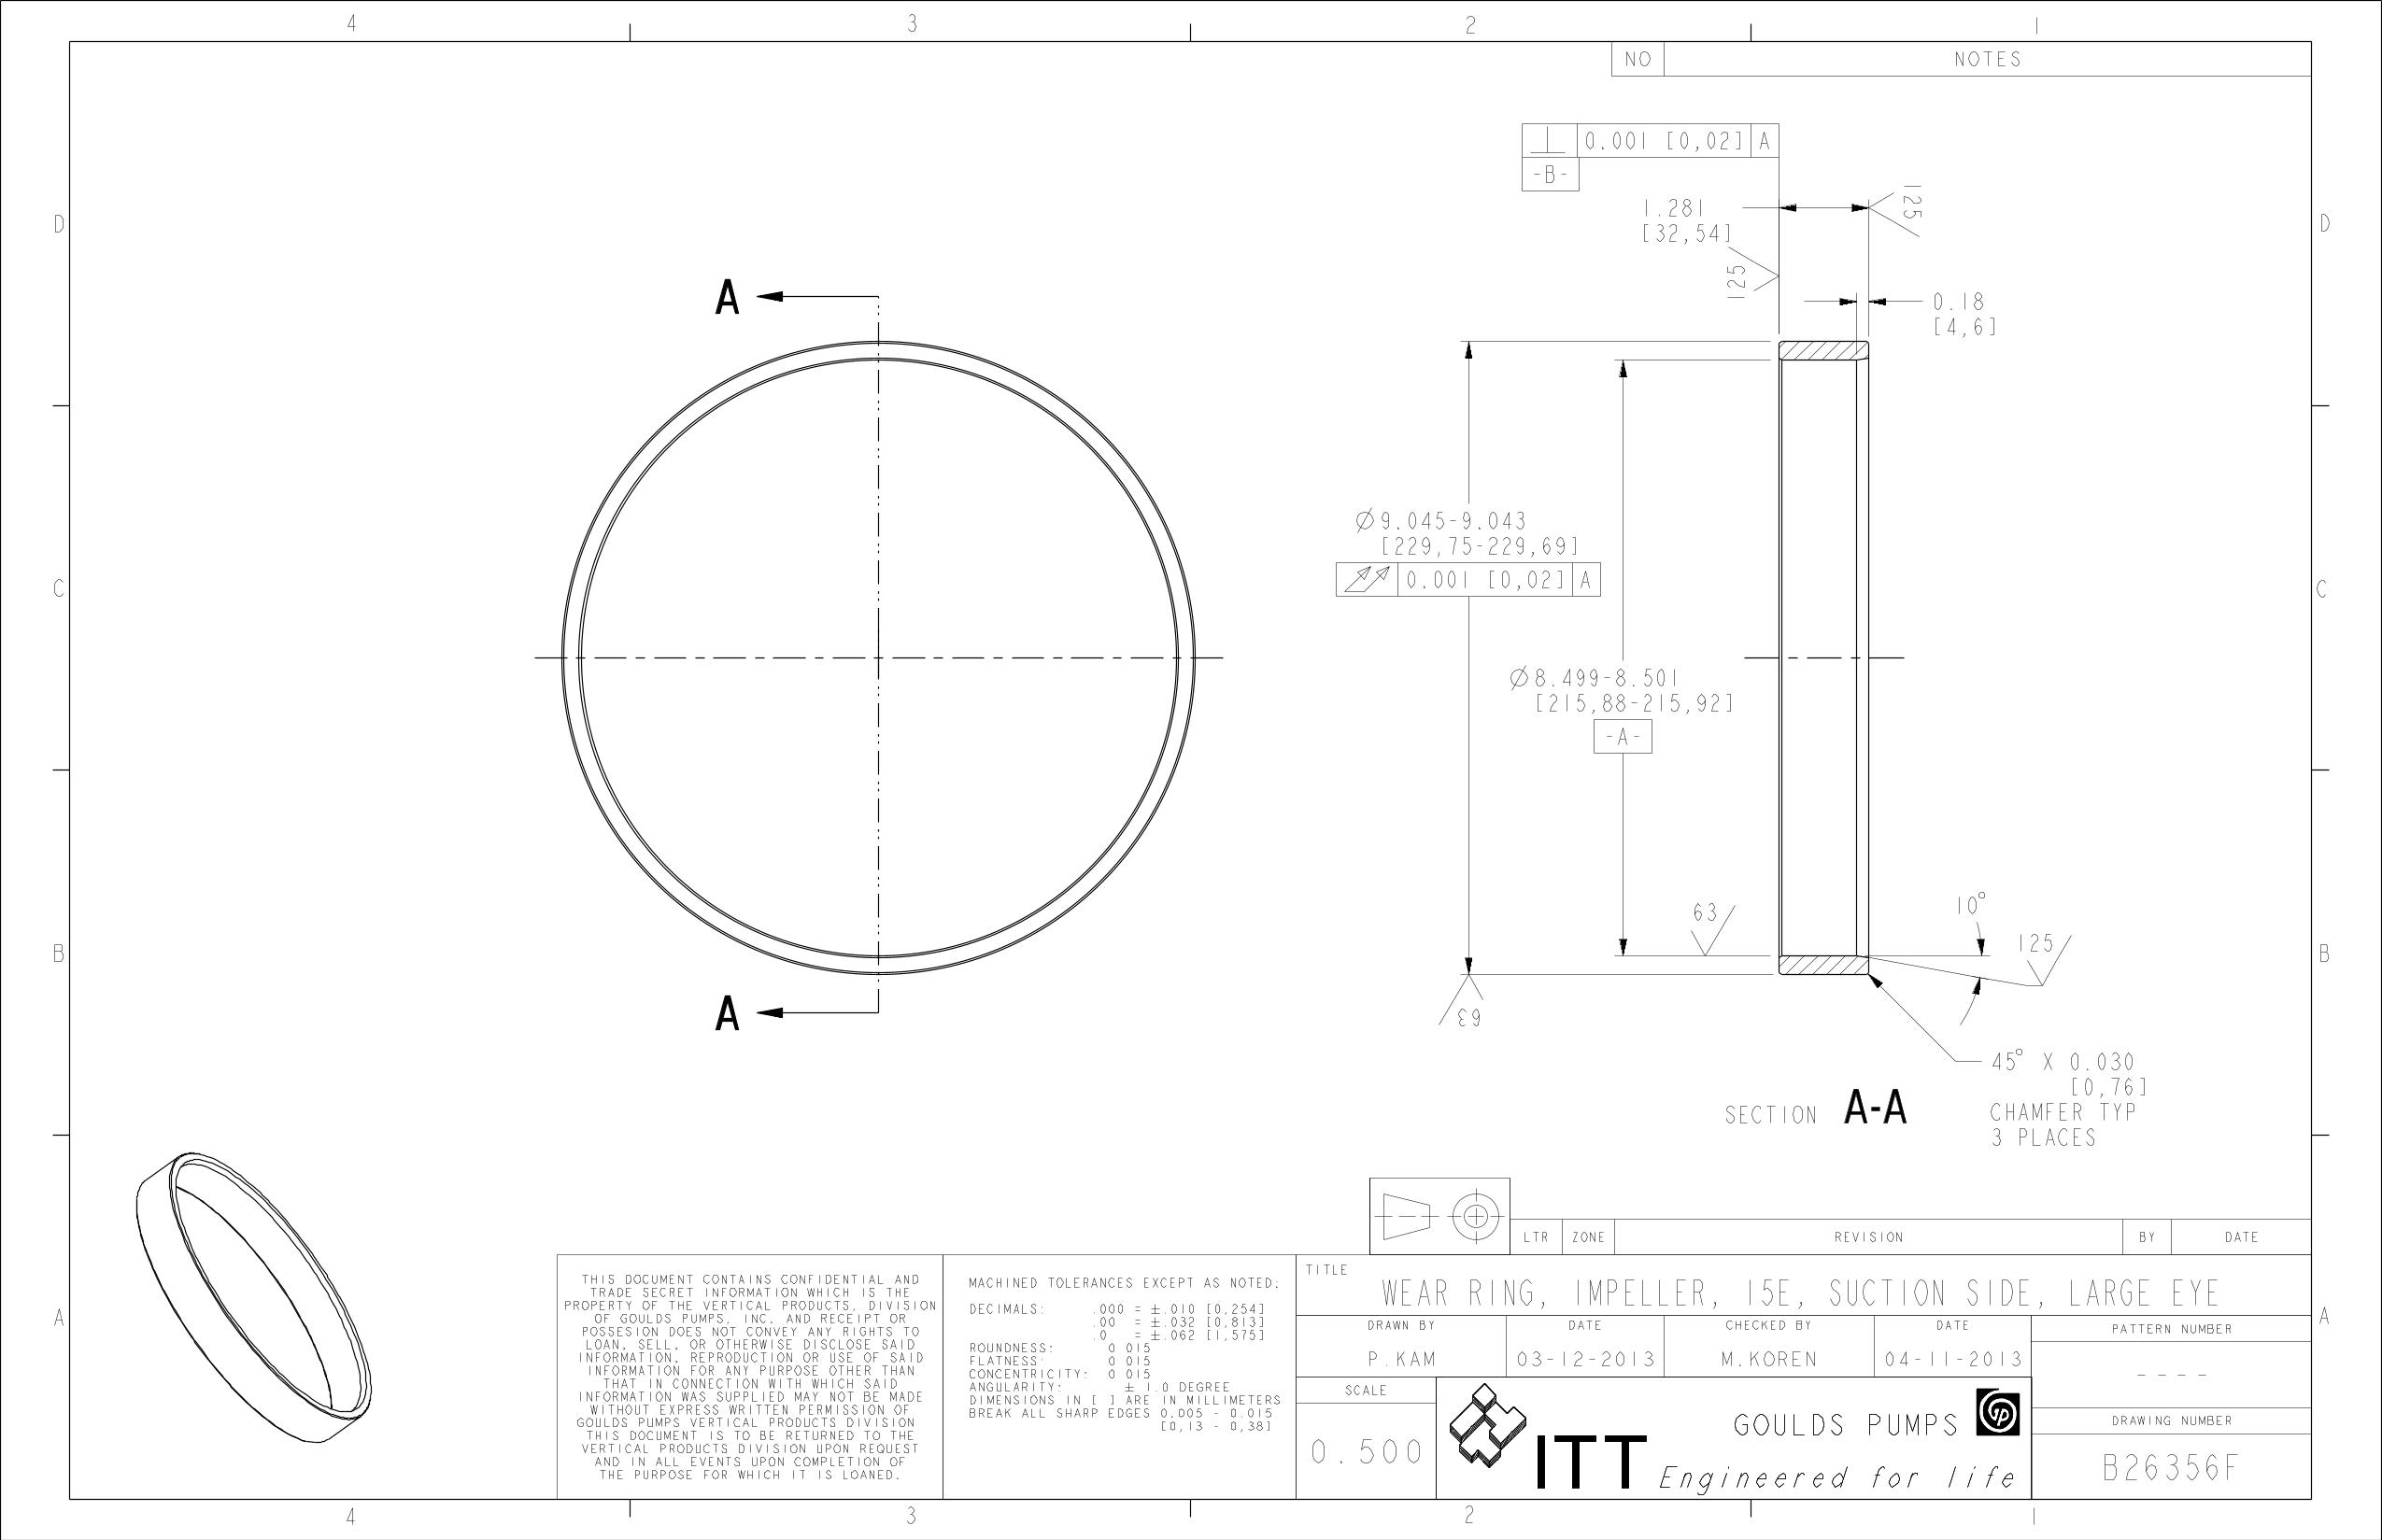 4 3 2 1
NO NOTES
D D
C C
B B
A A
⊥ 0.001 [0,02] A
-B-
1.281
[32,54]
125
125
0.18
[4,6]
A
A
Ø9.045-9.043
[229,75-229,69]
0.001 [0,02] A
Ø8.499-8.501
[215,88-215,92]
-A-
63
63
10°
125
45° X 0.030
[0,76]
CHAMFER TYP
3 PLACES
SECTION A-A
LTR ZONE REVISION BY DATE
THIS DOCUMENT CONTAINS CONFIDENTIAL AND
TRADE SECRET INFORMATION WHICH IS THE
PROPERTY OF THE VERTICAL PRODUCTS, DIVISION
OF GOULDS PUMPS, INC. AND RECEIPT OR
POSSESION DOES NOT CONVEY ANY RIGHTS TO
LOAN, SELL, OR OTHERWISE DISCLOSE SAID
INFORMATION, REPRODUCTION OR USE OF SAID
INFORMATION FOR ANY PURPOSE OTHER THAN
THAT IN CONNECTION WITH WHICH SAID
INFORMATION WAS SUPPLIED MAY NOT BE MADE
WITHOUT EXPRESS WRITTEN PERMISSION OF
GOULDS PUMPS VERTICAL PRODUCTS DIVISION
THIS DOCUMENT IS TO BE RETURNED TO THE
VERTICAL PRODUCTS DIVISION UPON REQUEST
AND IN ALL EVENTS UPON COMPLETION OF
THE PURPOSE FOR WHICH IT IS LOANED.
MACHINED TOLERANCES EXCEPT AS NOTED:
DECIMALS: .000 = ±.010 [0,254]
.00 = ±.032 [0,813]
.0 = ±.062 [1,575]
ROUNDNESS: 0.015
FLATNESS: 0.015
CONCENTRICITY: 0.015
ANGULARITY: ± 1.0 DEGREE
DIMENSIONS IN [ ] ARE IN MILLIMETERS
BREAK ALL SHARP EDGES 0.005 - 0.015
[0,13 - 0,38]
TITLE
WEAR RING, IMPELLER, 15E, SUCTION SIDE, LARGE EYE
DRAWN BY DATE CHECKED BY DATE PATTERN NUMBER
P.KAM 03-12-2013 M.KOREN 04-11-2013 ----
SCALE
0.500
GOULDS PUMPS gp
ITT Engineered for life
DRAWING NUMBER
B26356F
4 3 2 1